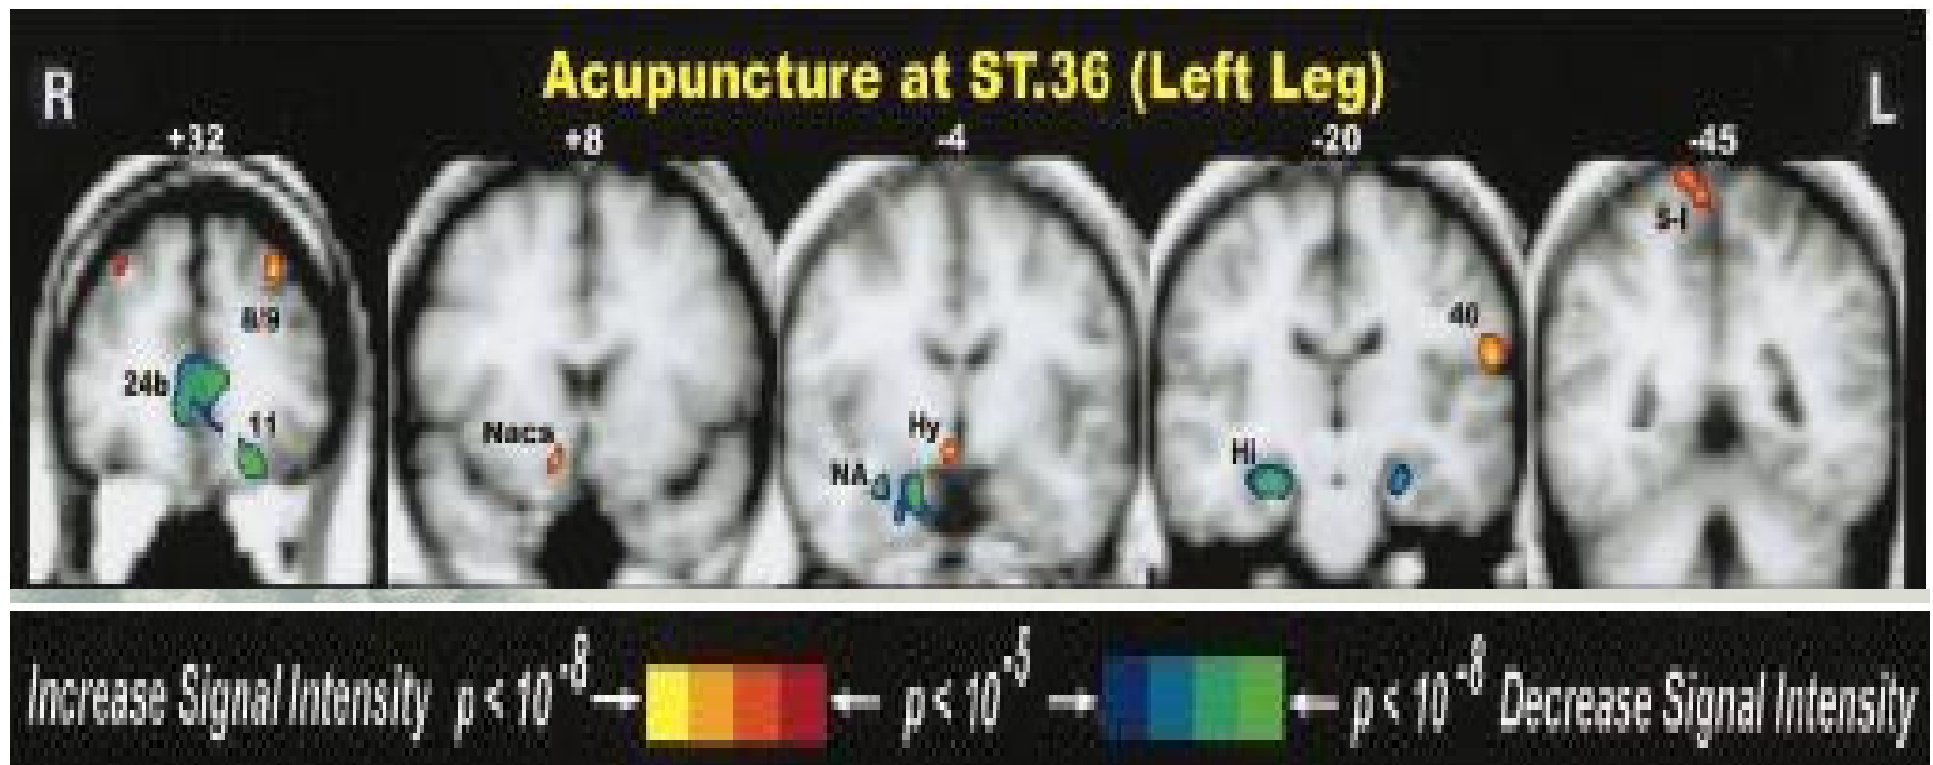 Acupuncture at ST.36 (Left Leg)
R
L
+32
+8
-4
-20
-45
8/9
24b
11
Naca
Hy
NA
Hi
40
s-I
Increase Signal Intensity p < 10 -8 → ← p < 10 -5 → ← p < 10 -8 Decrease Signal Intensity